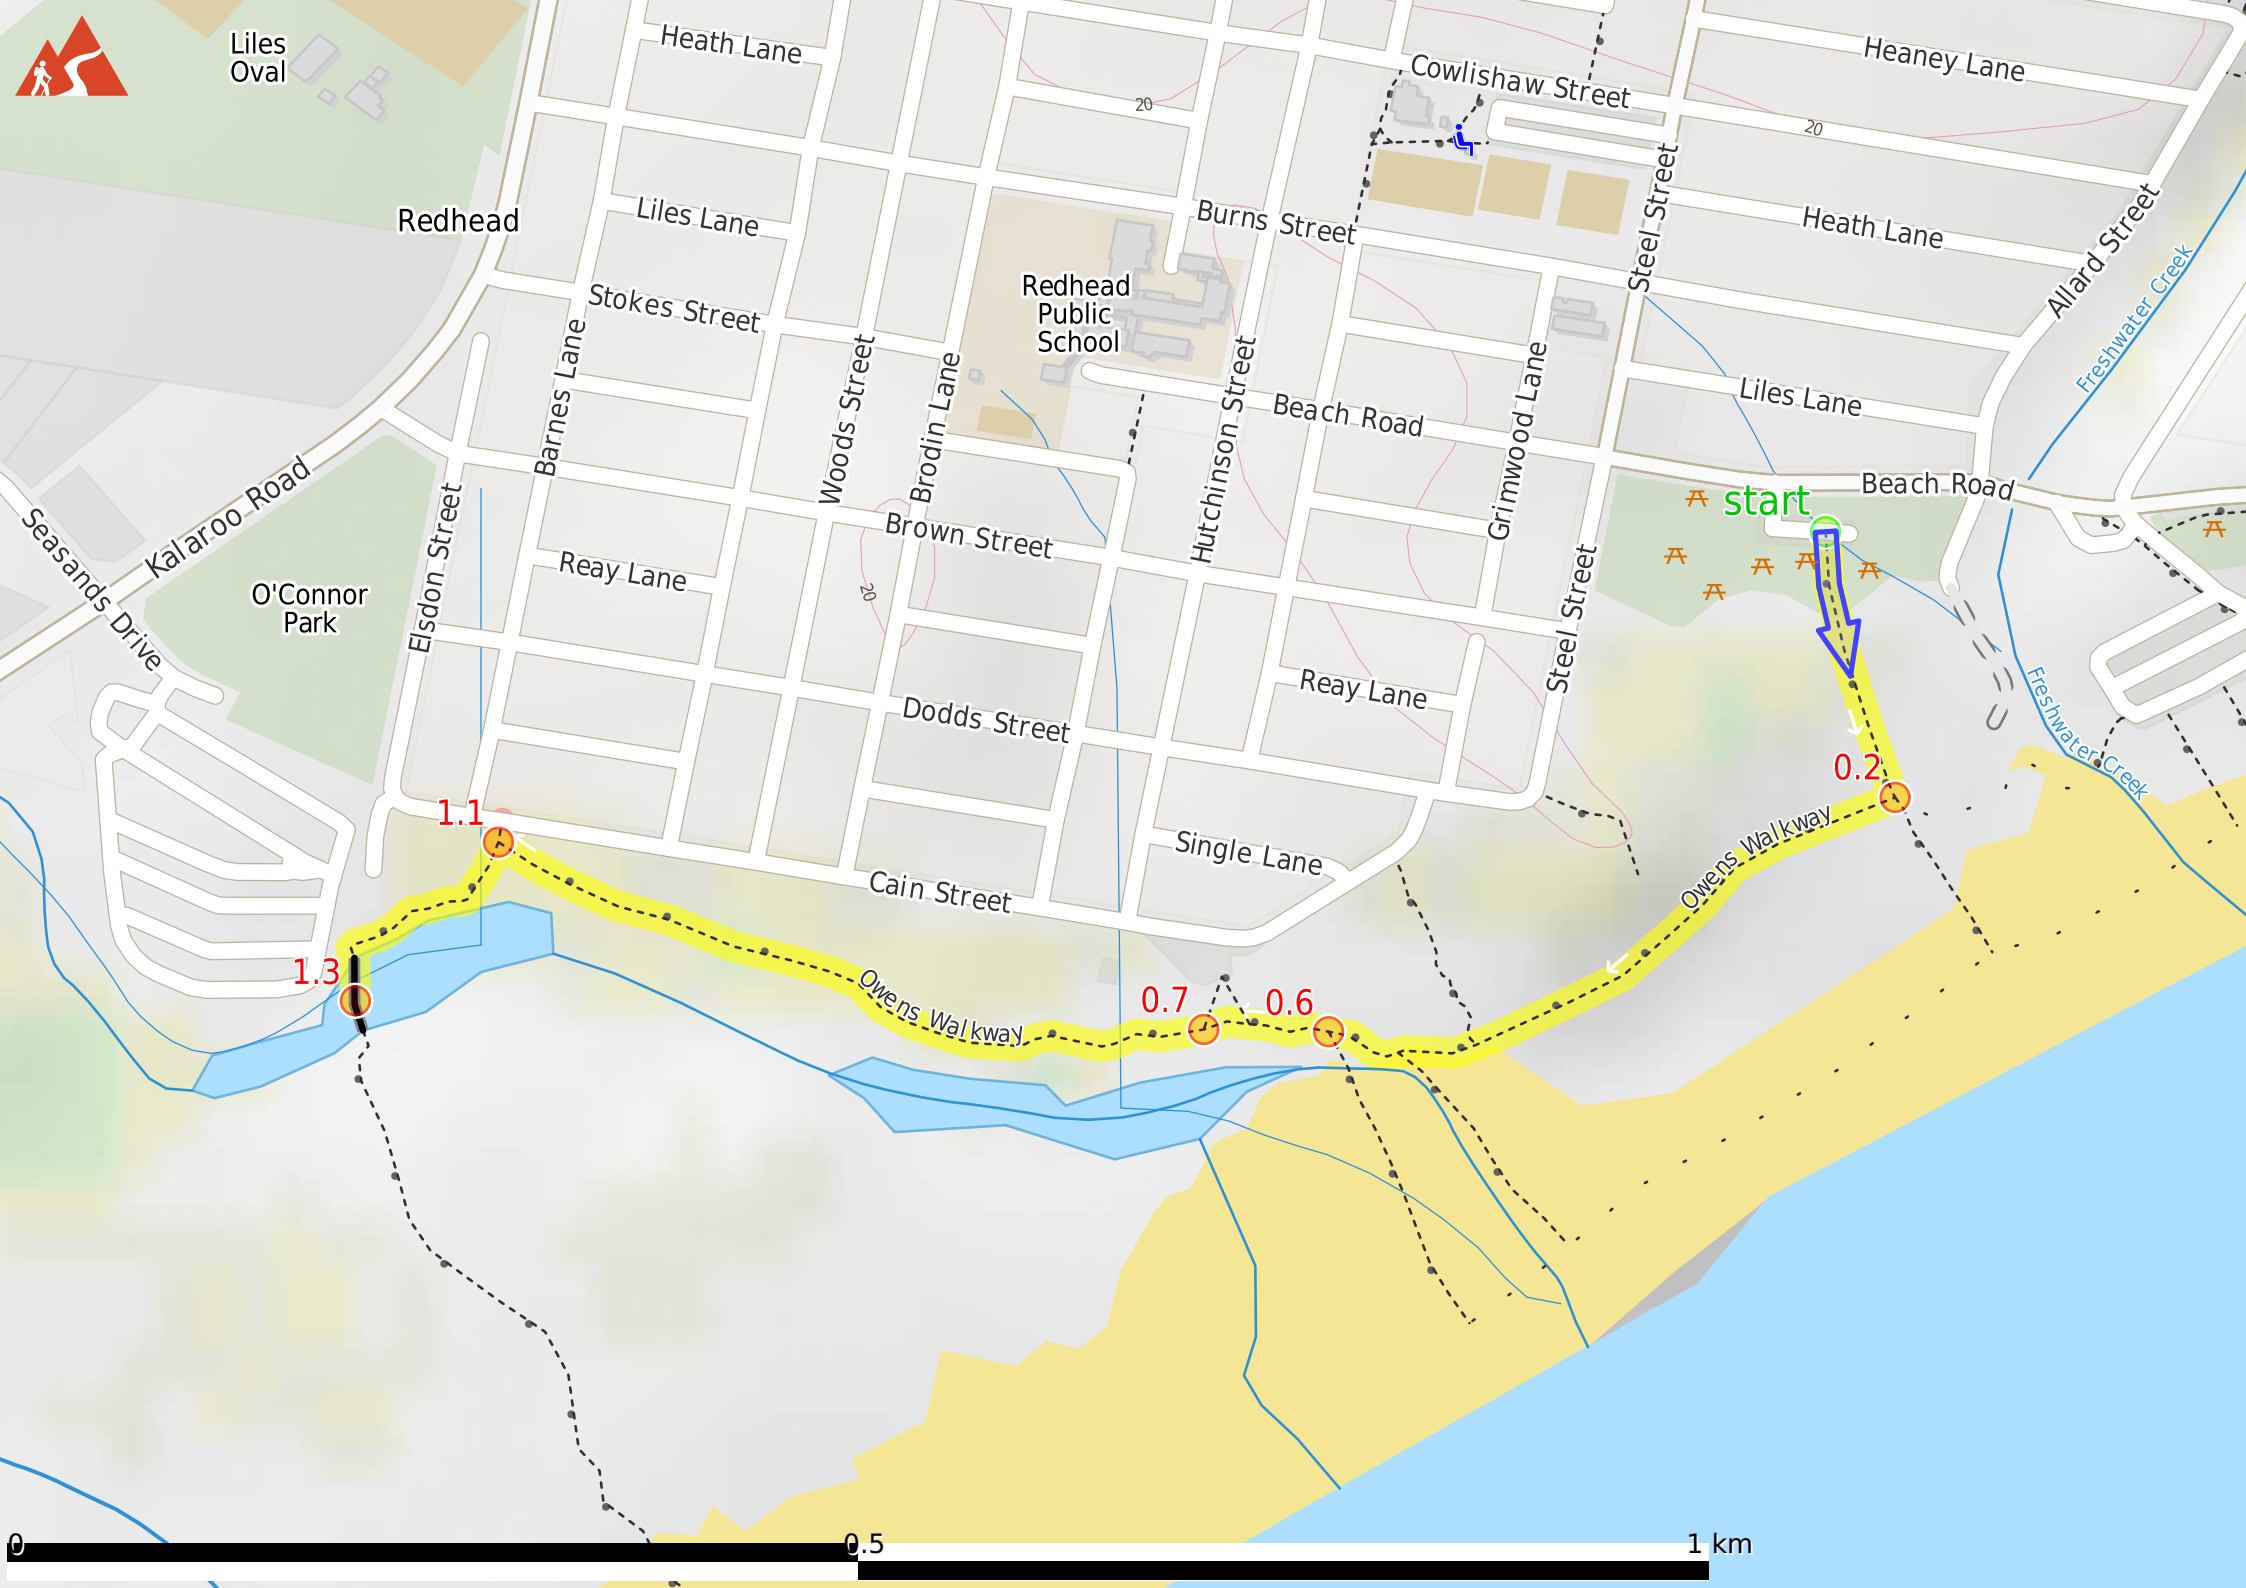 Liles
Oval
Heath Lane
Cowlishaw Street
Heaney Lane
20
20
Redhead
Liles Lane
Burns Street
Steel Street
Heath Lane
Allard Street
Freshwater Creek
Redhead
Public
School
Stokes Street
Barnes Lane
Woods Street
Brodin Lane
Hutchinson Street
Beach Road
Grimwood Lane
Liles Lane
Beach Road
start
Kalaroo Road
Seasands Drive
Elsdon Street
Brown Street
Reay Lane
20
O'Connor
Park
Steel Street
Reay Lane
Dodds Street
Freshwater Creek
0.2
1.1
Single Lane
Owens Walkway
Cain Street
1.3
Owens Walkway
0.7
0.6
0
0.5
1 km